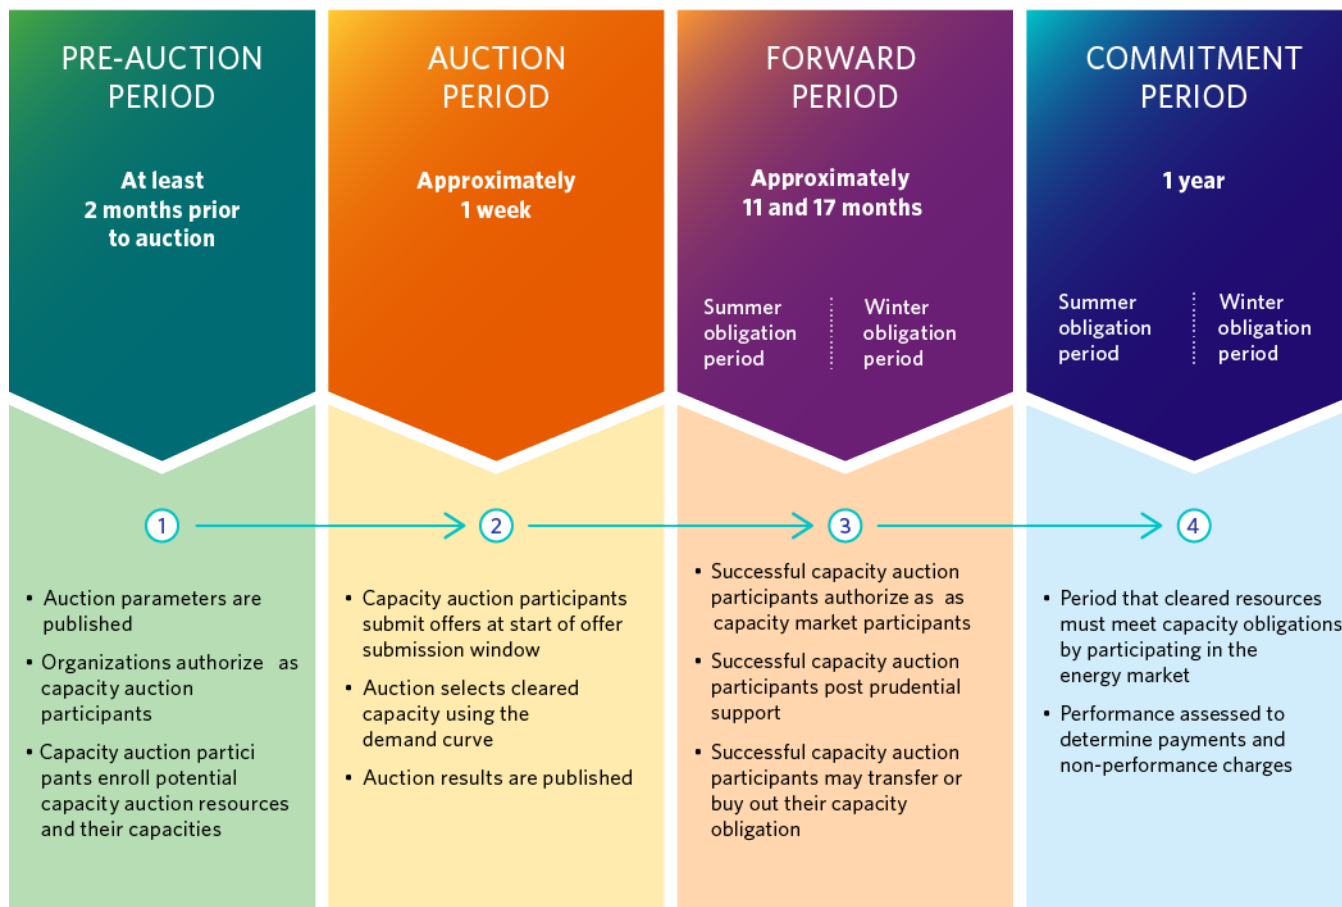 PRE-AUCTION
PERIOD
At least
2 months prior
to auction
AUCTION
PERIOD
Approximately
1 week
FORWARD
PERIOD
Approximately
11 and 17 months
Summer
obligation
period
Winter
obligation
period
COMMITMENT
PERIOD
1 year
Summer
obligation
period
Winter
obligation
period
1
2
3
4
• Auction parameters are
published
• Organizations authorize as
capacity auction
participants
• Capacity auction partici
pants enroll potential
capacity auction resources
and their capacities
• Capacity auction participants
submit offers at start of offer
submission window
• Auction selects cleared
capacity using the
demand curve
• Auction results are published
• Successful capacity auction
participants authorize as as
capacity market participants
• Successful capacity auction
participants post prudential
support
• Successful capacity auction
participants may transfer or
buy out their capacity
obligation
• Period that cleared resources
must meet capacity obligations
by participating in the
energy market
• Performance assessed to
determine payments and
non-performance charges